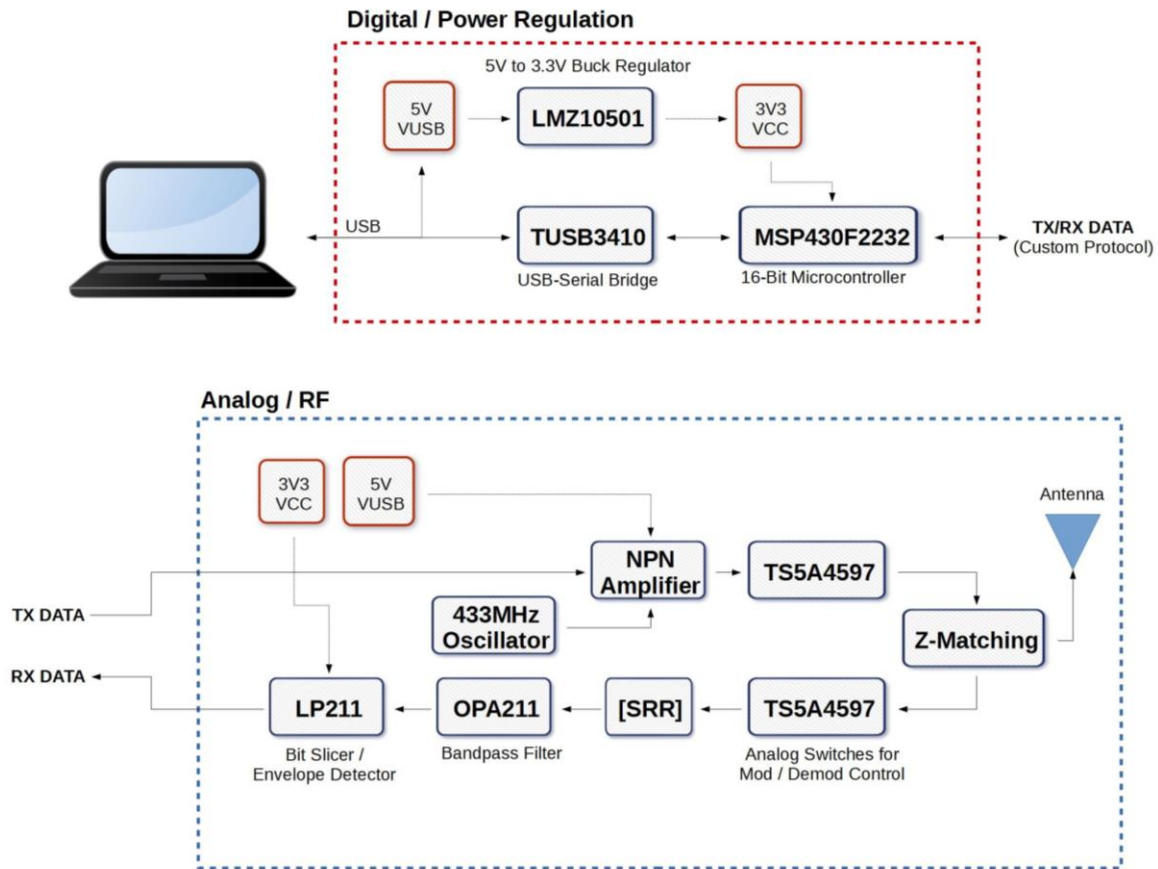 Digital / Power Regulation
5V to 3.3V Buck Regulator
5V
VUSB
LMZ10501
3V3
VCC
USB
TUSB3410
USB-Serial Bridge
MSP430F2232
16-Bit Microcontroller
TX/RX DATA
(Custom Protocol)
Analog / RF
3V3
VCC
5V
VUSB
Antenna
NPN
Amplifier
TS5A4597
TX DATA
433MHz
Oscillator
Z-Matching
RX DATA
LP211
Bit Slicer /
Envelope Detector
OPA211
Bandpass Filter
[SRR]
TS5A4597
Analog Switches for
Mod / Demod Control